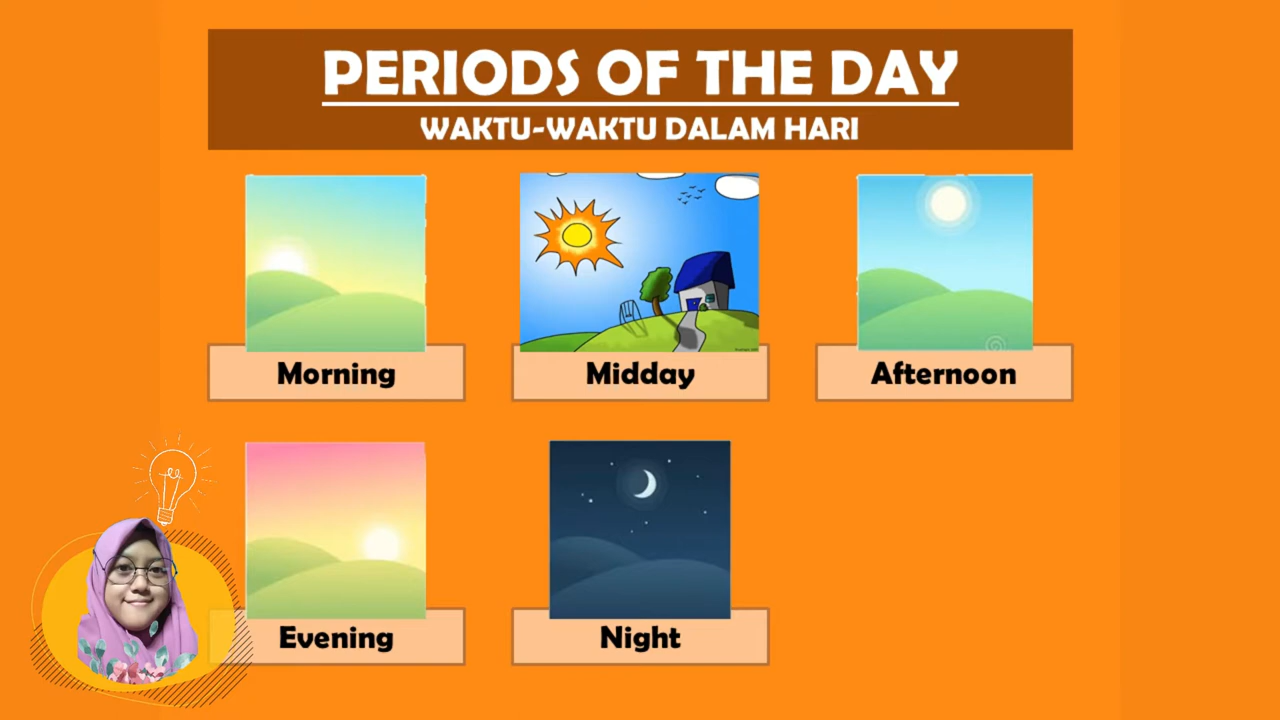 PERIODS OF THE DAY
WAKTU-WAKTU DALAM HARI
Morning
Midday
Afternoon
Evening
Night